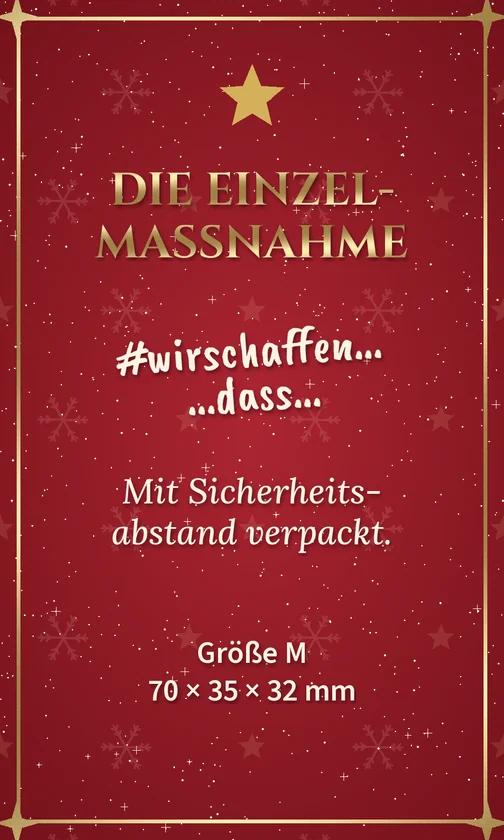 DIE EINZEL-
MASSNAHME
#wirschaffen...
...dass...
Mit Sicherheits-
abstand verpackt.
Größe M
70 × 35 × 32 mm